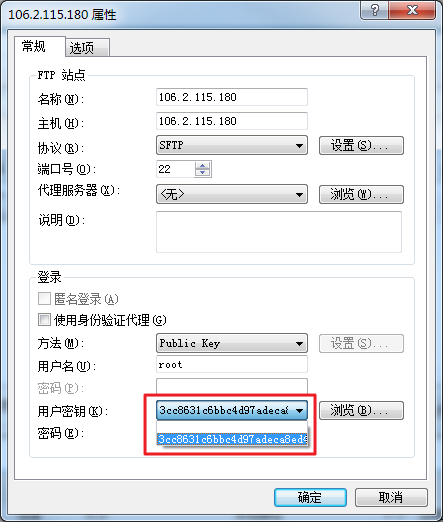 106.2.115.180 属性
常规 选项
FTP 站点
名称(N): 106.2.115.180
主机(H): 106.2.115.180
协议(R): SFTP 设置(S)...
端口号(O): 22
代理服务器(X): <无> 浏览(W)...
说明(D):
登录
匿名登录(A)
使用身份验证代理(G)
方法(M): Public Key 设置(S)...
用户名(U): root
密码(P):
用户密钥(K): 3cc8631c6bbc4d97adeca8 浏览(B)...
3cc8631c6bbc4d97adeca8ed
密码(E):
确定 取消